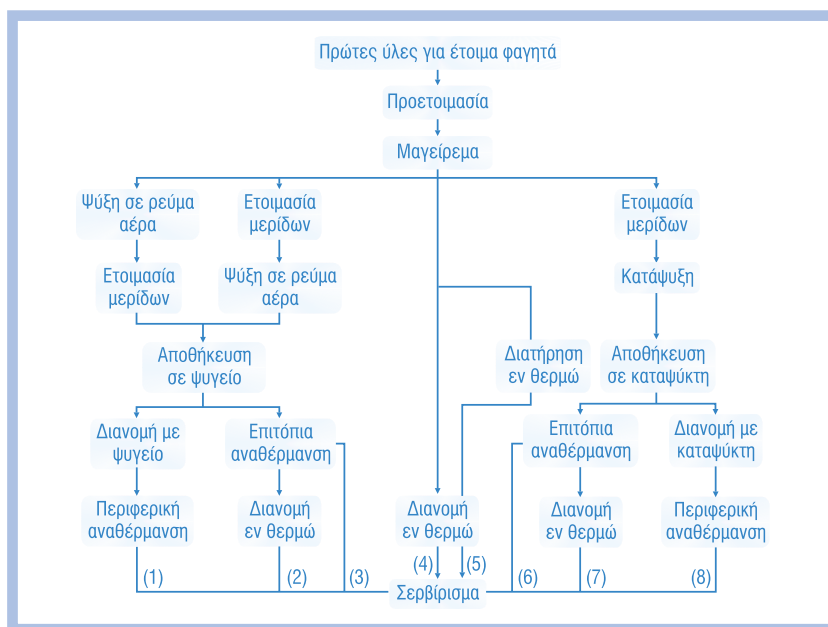 Πρώτες ύλες για έτοιμα φαγητά
Προετοιμασία
Μαγείρεμα
Ψύξη σε ρεύμα
αέρα
Ετοιμασία
μερίδων
Ετοιμασία
μερίδων
Ετοιμασία
μερίδων
Ψύξη σε ρεύμα
αέρα
Κατάψυξη
Αποθήκευση
σε ψυγείο
Διατήρηση
εν θερμώ
Αποθήκευση
σε καταψύκτη
Διανομή με
ψυγείο
Επιτόπια
αναθέρμανση
Επιτόπια
αναθέρμανση
Διανομή με
καταψύκτη
Περιφερική
αναθέρμανση
Διανομή
εν θερμώ
Διανομή
εν θερμώ
Διανομή
εν θερμώ
Περιφερική
αναθέρμανση
(1)
(2)
(3)
(4)
(5)
(6)
(7)
(8)
Σερβίρισμα